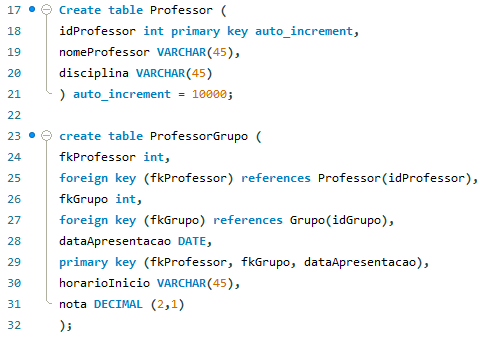 17 Create table Professor (
18 idProfessor int primary key auto_increment,
19 nomeProfessor VARCHAR(45),
20 disciplina VARCHAR(45)
21 ) auto_increment = 10000;
22
23 create table ProfessorGrupo (
24 fkProfessor int,
25 foreign key (fkProfessor) references Professor(idProfessor),
26 fkGrupo int,
27 foreign key (fkGrupo) references Grupo(idGrupo),
28 dataApresentacao DATE,
29 primary key (fkProfessor, fkGrupo, dataApresentacao),
30 horarioInicio VARCHAR(45),
31 nota DECIMAL (2,1)
32 );